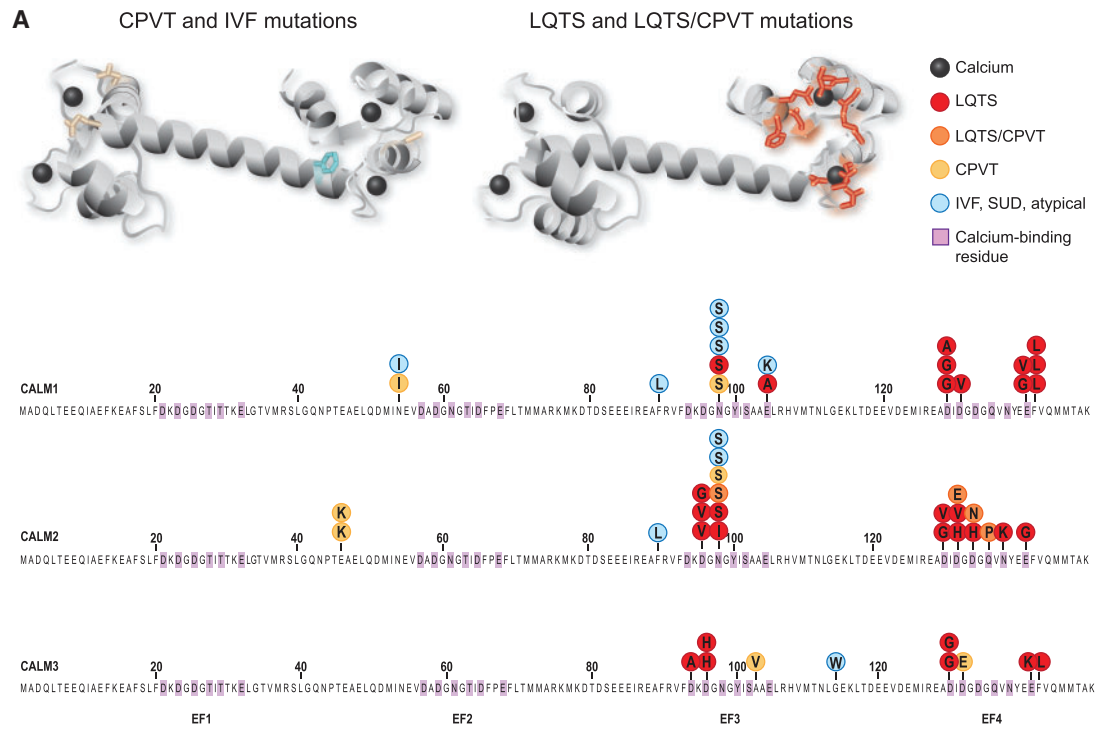 A
CPVT and IVF mutations
LQTS and LQTS/CPVT mutations
Calcium
LQTS
LQTS/CPVT
CPVT
IVF, SUD, atypical
Calcium-binding
residue
S
S
S A L
I S K G V L
I L S A G V G L
CALM1 20 40 60 80 100 120
MADQLTEEQIAEFKEAFSLFDKDGDGTITTKELGTVMRSLGQNPTEAELQDMINEVDADGNGTIDFPEFLTMMARKMKDTDSEEEIREAFRVFDKDGNGYISAAELRHVMTNLGEKLTDEEVDEMIREADIDGDGQVNYEEFVQMMTAK
S
S
S
G S E
K V S V V N
K L V I G H H P K G
CALM2 20 40 60 80 100 120
MADQLTEEQIAEFKEAFSLFDKDGDGTITTKELGTVMRSLGQNPTEAELQDMINEVDADGNGTIDFPEFLTMMARKMKDTDSEEEIREAFRVFDKDGNGYISAAELRHVMTNLGEKLTDEEVDEMIREADIDGDGQVNYEEFVQMMTAK
H G
A H V W G E K L
CALM3 20 40 60 80 100 120
MADQLTEEQIAEFKEAFSLFDKDGDGTITTKELGTVMRSLGQNPTEAELQDMINEVDADGNGTIDFPEFLTMMARKMKDTDSEEEIREAFRVFDKDGNGYISAAELRHVMTNLGEKLTDEEVDEMIREADIDGDGQVNYEEFVQMMTAK
EF1 EF2 EF3 EF4